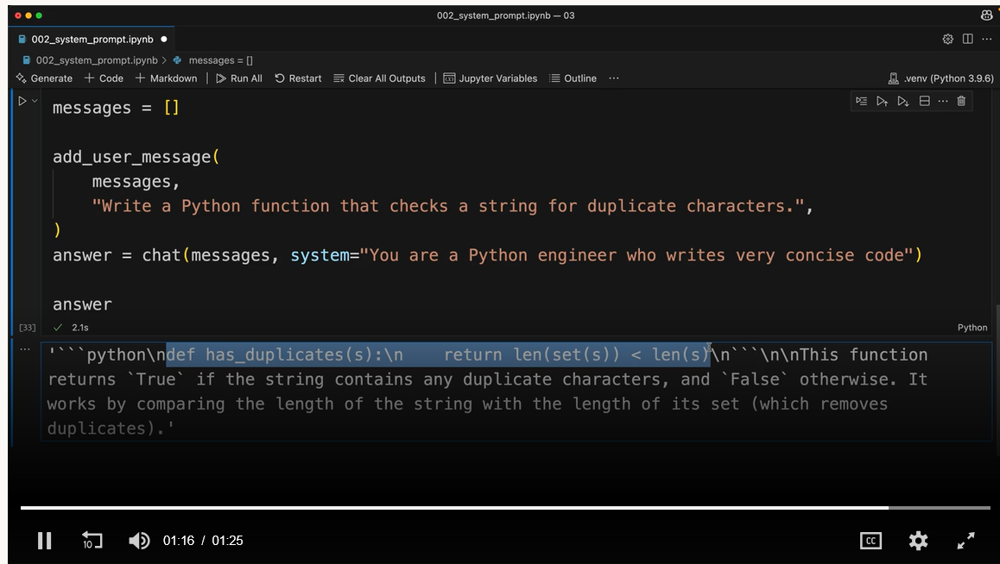 002_system_prompt.ipynb — 03
002_system_prompt.ipynb
002_system_prompt.ipynb > messages = []
Generate + Code + Markdown | Run All Restart Clear All Outputs | Jupyter Variables Outline ... .venv (Python 3.9.6)
messages = []
add_user_message(
messages,
"Write a Python function that checks a string for duplicate characters.",
)
answer = chat(messages, system="You are a Python engineer who writes very concise code")
answer
[33] ✓ 2.1s Python
'```python\ndef has_duplicates(s):\n    return len(set(s)) < len(s)\n```\n\nThis function
returns `True` if the string contains any duplicate characters, and `False` otherwise. It
works by comparing the length of the string with the length of its set (which removes
duplicates).'
10 01:16 / 01:25 CC